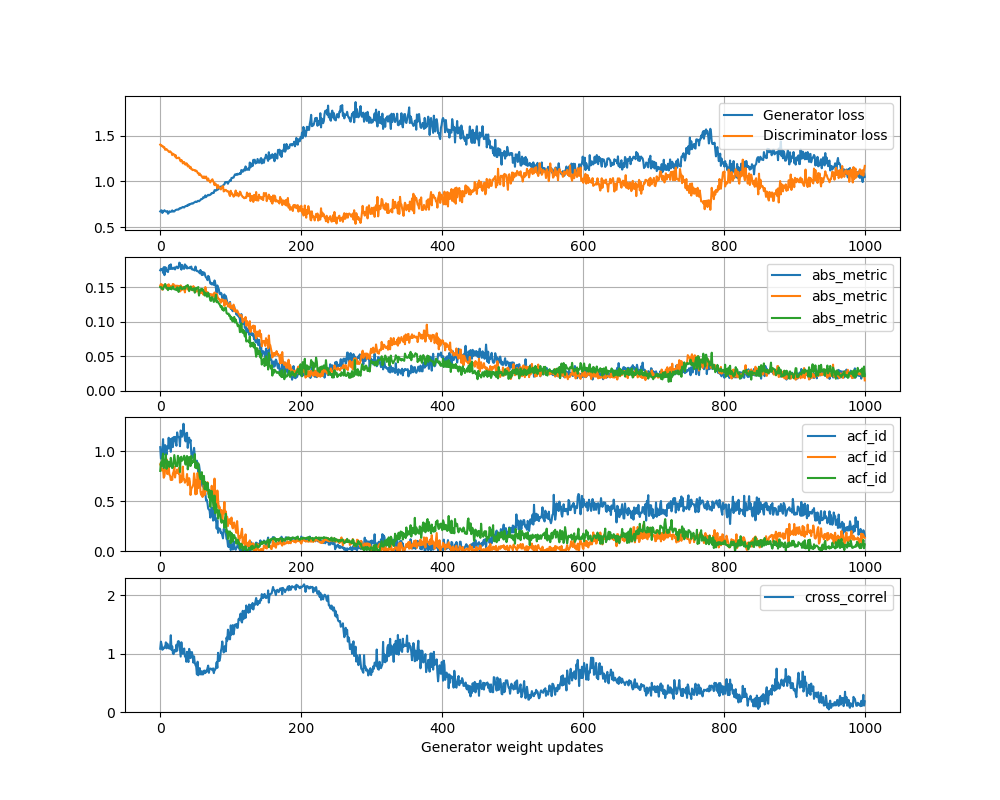 Generator loss
Discriminator loss
1.5
1.0
0.5
0 200 400 600 800 1000
abs_metric
abs_metric
abs_metric
0.15
0.10
0.05
0.00
0 200 400 600 800 1000
acf_id
acf_id
acf_id
1.0
0.5
0.0
0 200 400 600 800 1000
cross_correl
2
1
0
0 200 400 600 800 1000
Generator weight updates